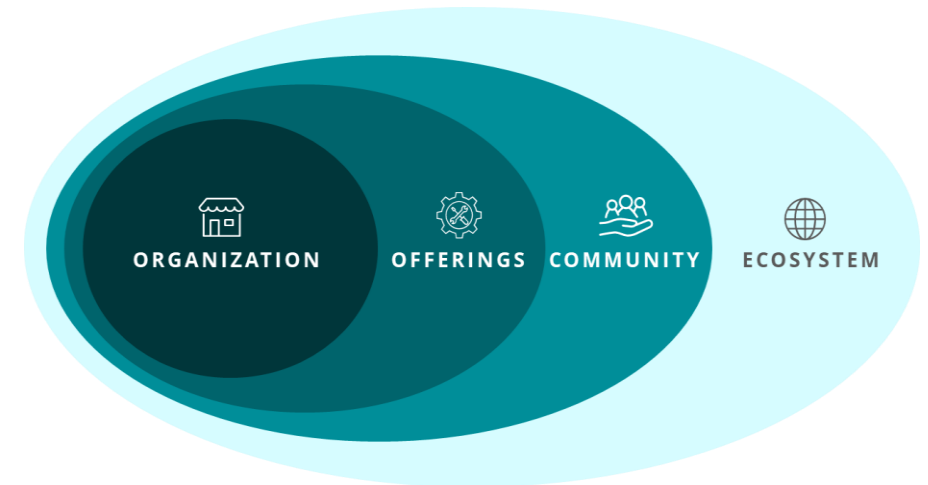 ORGANIZATION
OFFERINGS
COMMUNITY
ECOSYSTEM